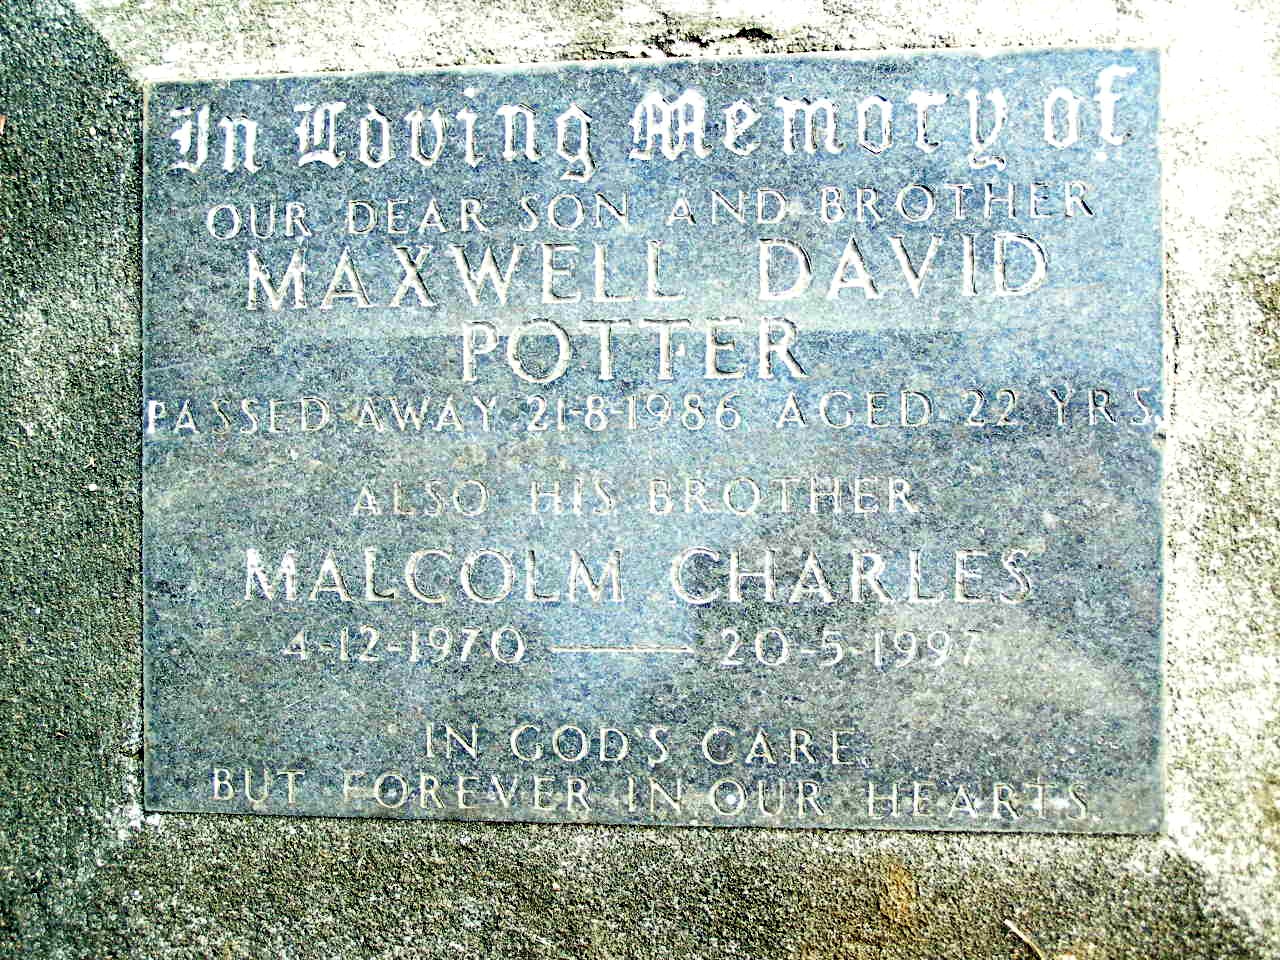 In Loving Memory of
OUR DEAR SON AND BROTHER
MAXWELL DAVID
POTTER
PASSED AWAY 21-8-1986 AGED 22 YRS.
ALSO HIS BROTHER
MALCOLM CHARLES
4-12-1970 — 20-5-1997
IN GOD'S CARE
BUT FOREVER IN OUR HEARTS.